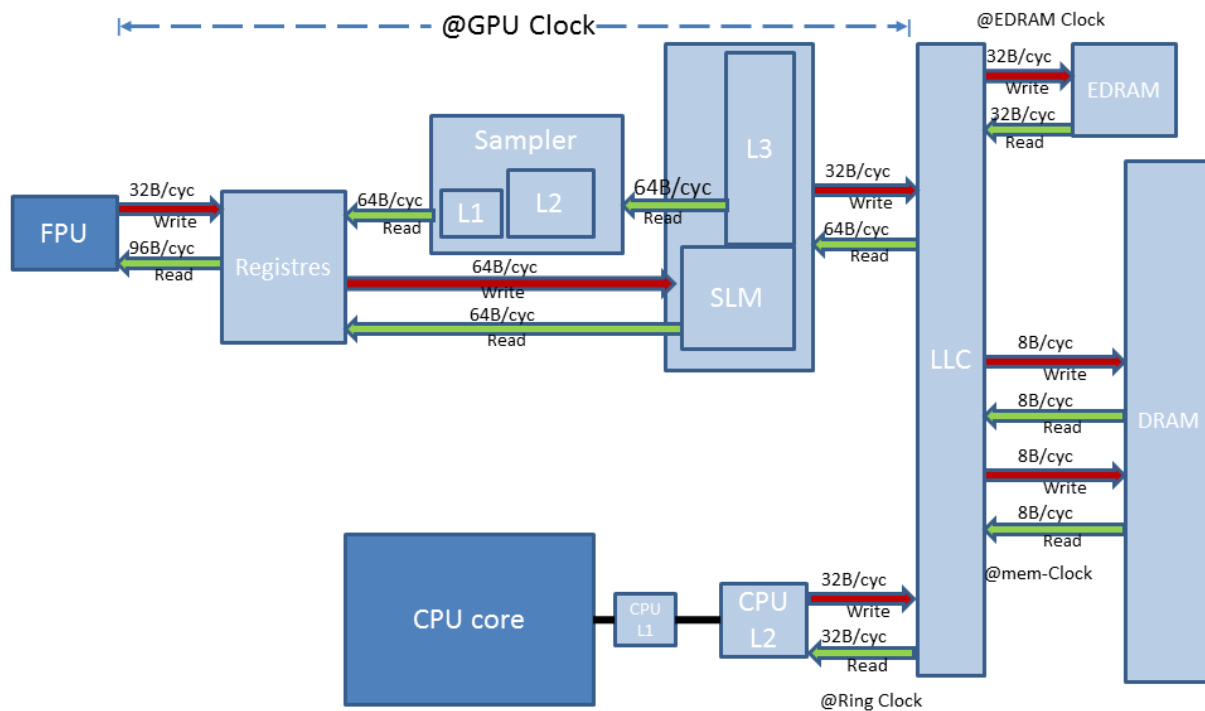 @GPU Clock
@EDRAM Clock
32B/cyc
Write
32B/cyc
Read
EDRAM
Sampler
L1
L2
L3
64B/cyc
Read
64B/cyc
Read
32B/cyc
Write
64B/cyc
Read
FPU
32B/cyc
Write
96B/cyc
Read
Registres
64B/cyc
Write
64B/cyc
Read
SLM
LLC
8B/cyc
Write
8B/cyc
Read
8B/cyc
Write
8B/cyc
Read
DRAM
@mem-Clock
CPU core
CPU
L1
CPU
L2
32B/cyc
Write
32B/cyc
Read
@Ring Clock